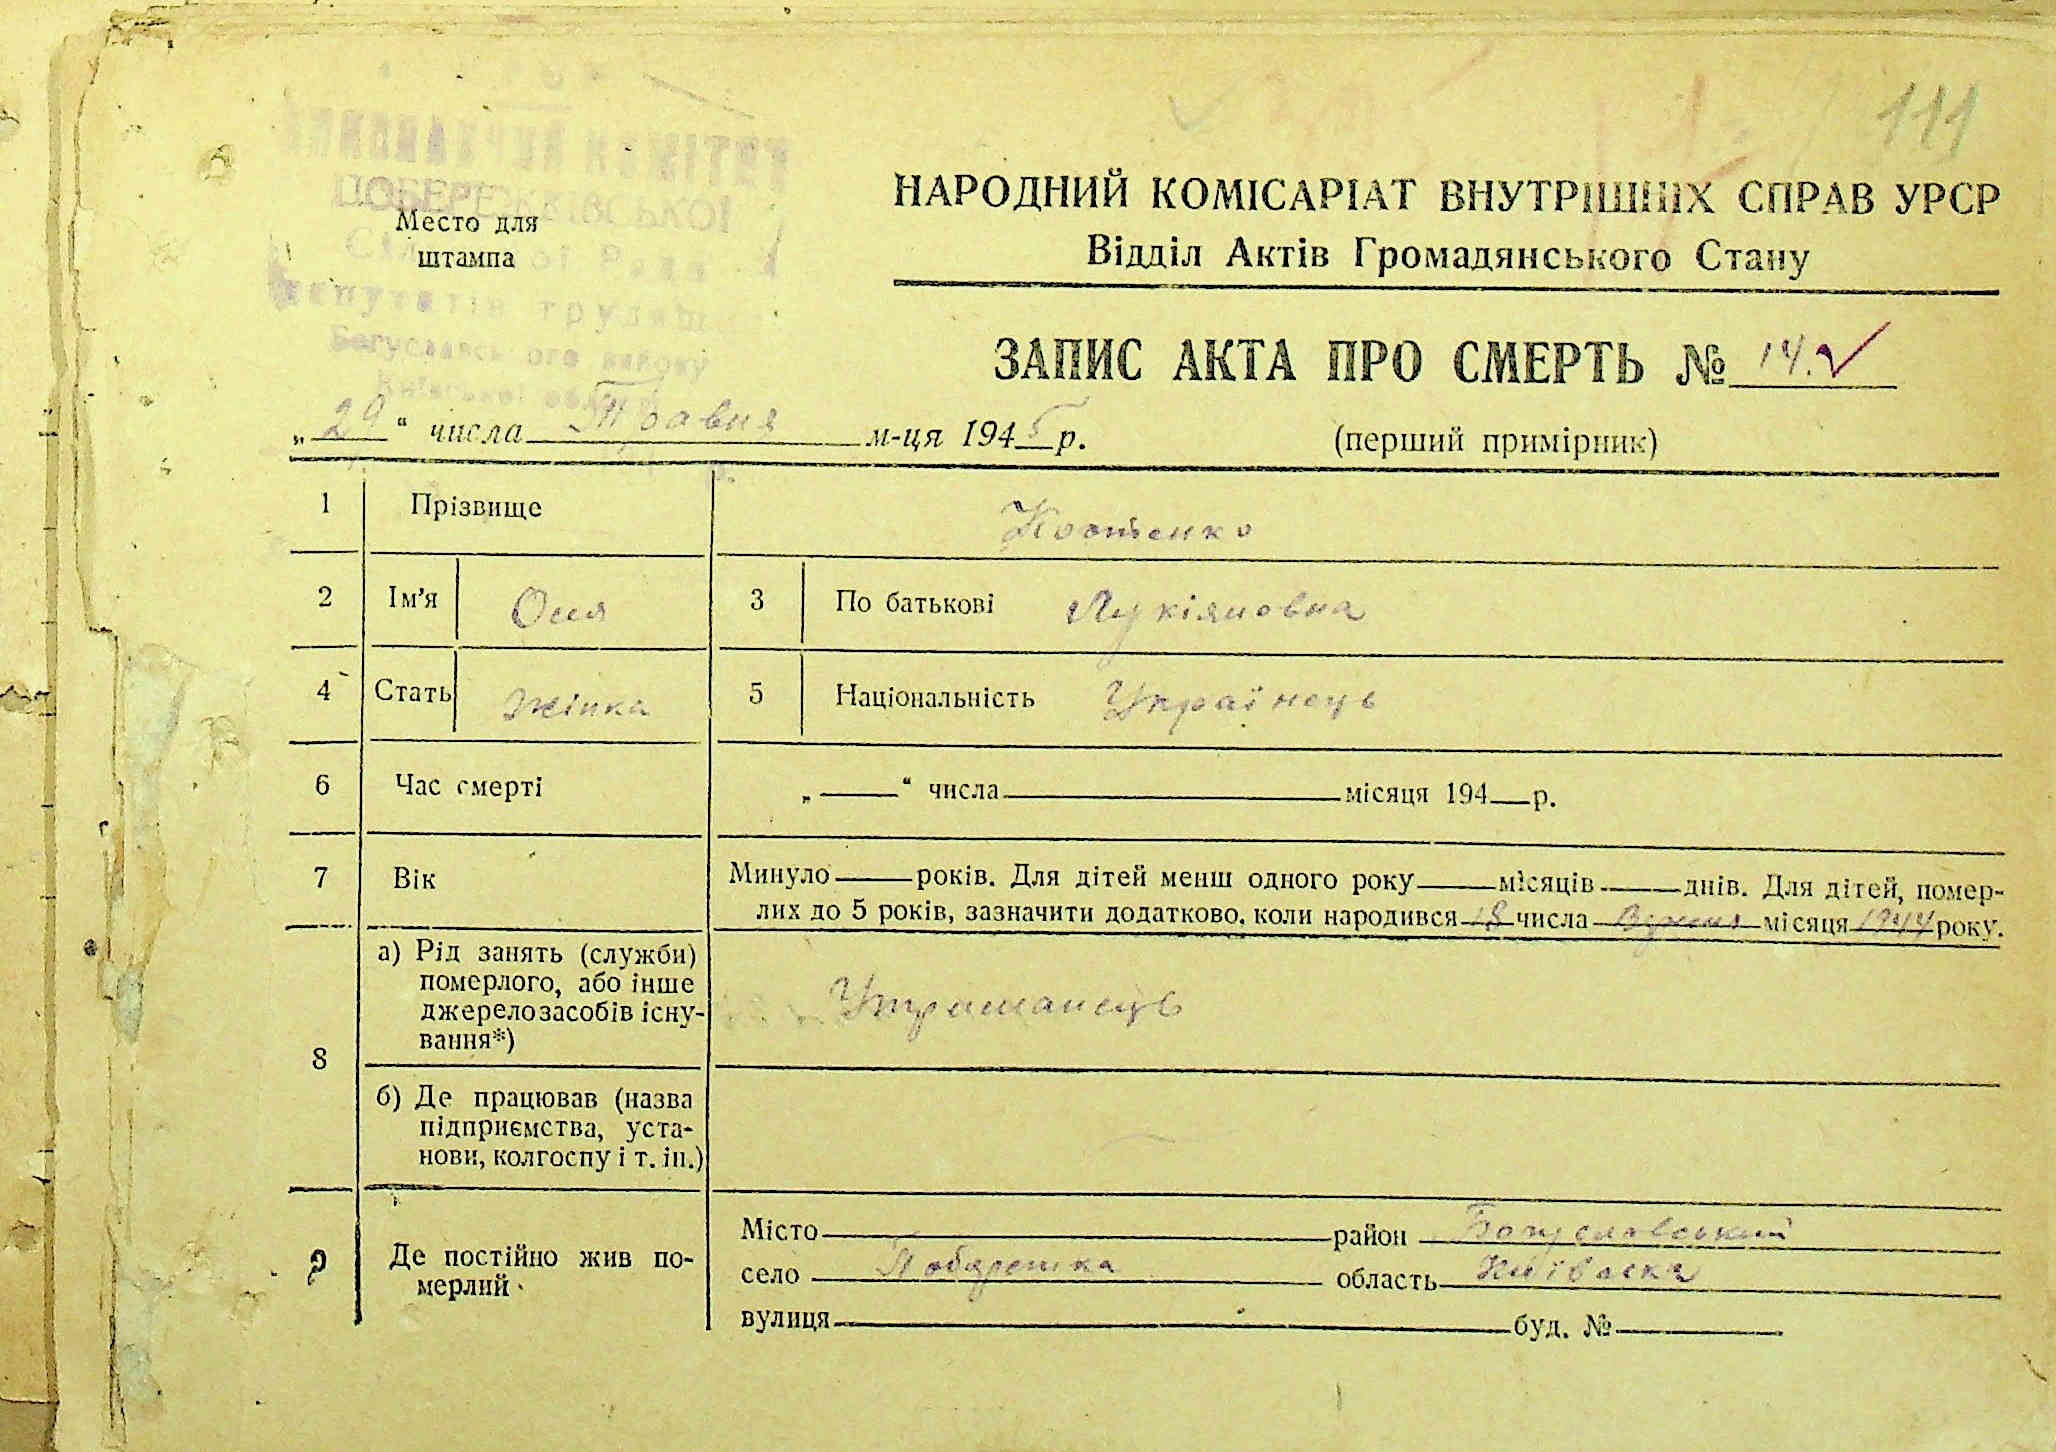 111
ВИКОНАВЧИЙ КОМІТЕТ
ПОБЕРЕЖКІВСЬКОЇ
Сільської Ради
депутатів трудящ
Богуславського району
Київської області
Место для
штампа
НАРОДНИЙ КОМІСАРІАТ ВНУТРІШНІХ СПРАВ УРСР
Відділ Актів Громадянського Стану
ЗАПИС АКТА ПРО СМЕРТЬ № 14.
„29“ числа Травня м-ця 1945 р.
(перший примірник)
1 Прізвище Костенко
2 Ім'я Оля 3 По батькові Лукіяновна
4 Стать Жінка 5 Національність Українець
6 Час смерті „ “ числа місяця 194 р.
7 Вік Минуло років. Для дітей менш одного року місяців днів. Для дітей, помер-
лих до 5 років, зазначити додатково, коли народився 18 числа місяця 1944 року.
8 а) Рід занять (служби)
померлого, або інше
джерело засобів існу-
вання*)
Утриманець
б) Де працював (назва
підприємства, уста-
нови, колгоспу і т. ін.)
9 Де постійно жив по-
мерлий
Місто район Богуславський
село Побережка область Київська
вулиця буд. №